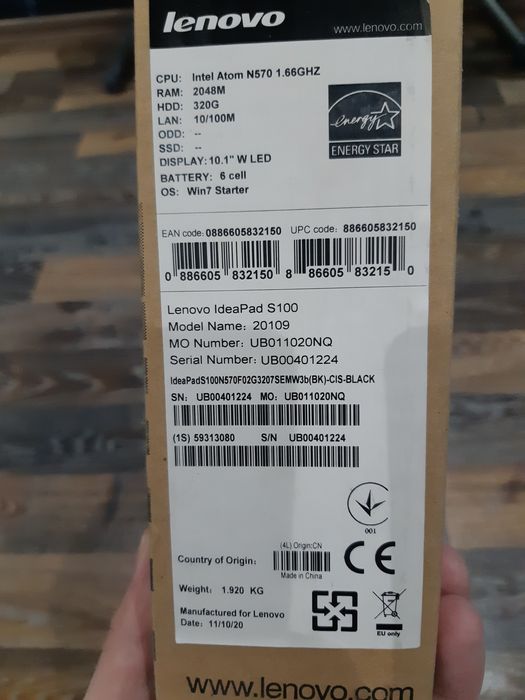 lenovo
www.lenovo.com
CPU: Intel Atom N570 1.66GHZ
RAM: 2048M
HDD: 320G
LAN: 10/100M
ODD: --
SSD: --
DISPLAY: 10.1" W LED
BATTERY: 6 cell
OS: Win7 Starter
energy
ENERGY STAR
EAN code: 0886605832150 UPC code: 886605832150
0 886605 832150 8 86605 83215 0
Lenovo IdeaPad S100
Model Name: 20109
MO Number: UB011020NQ
Serial Number: UB00401224
IdeaPadS100N570F02G3207SEMW3b(BK)-CIS-BLACK
SN: UB00401224 MO: UB011020NQ
(1S) 59313080 S/N UB00401224
001
(4L) Origin:CN
Country of Origin:
Made in China
CE
Weight: 1.920 KG
Manufactured for Lenovo
Date: 11/10/20
EU only
www.lenovo.com